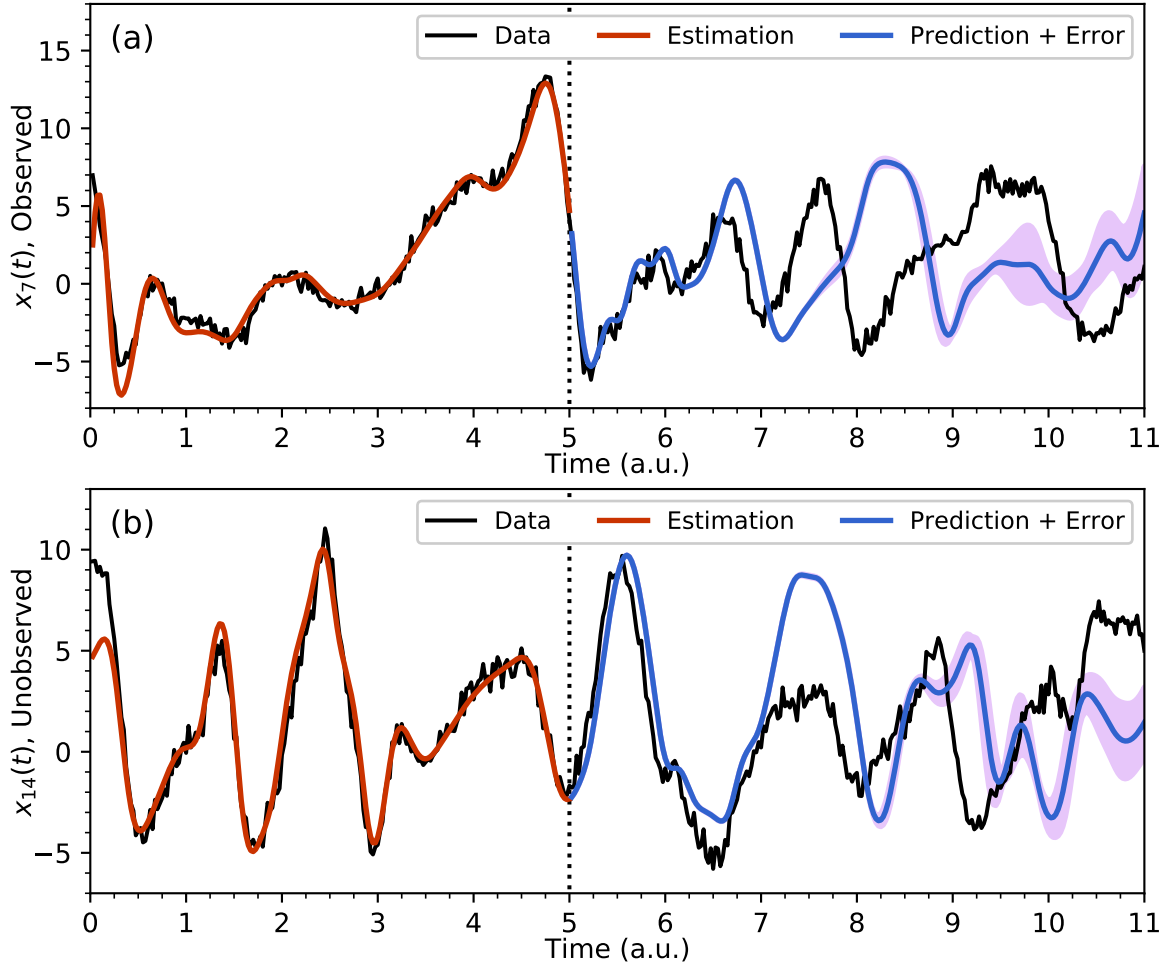 (a)
Data
Estimation
Prediction + Error
x₇(t), Observed
15
10
5
0
−5
0 1 2 3 4 5 6 7 8 9 10 11
Time (a.u.)
(b)
Data
Estimation
Prediction + Error
x₁₄(t), Unobserved
10
5
0
−5
0 1 2 3 4 5 6 7 8 9 10 11
Time (a.u.)